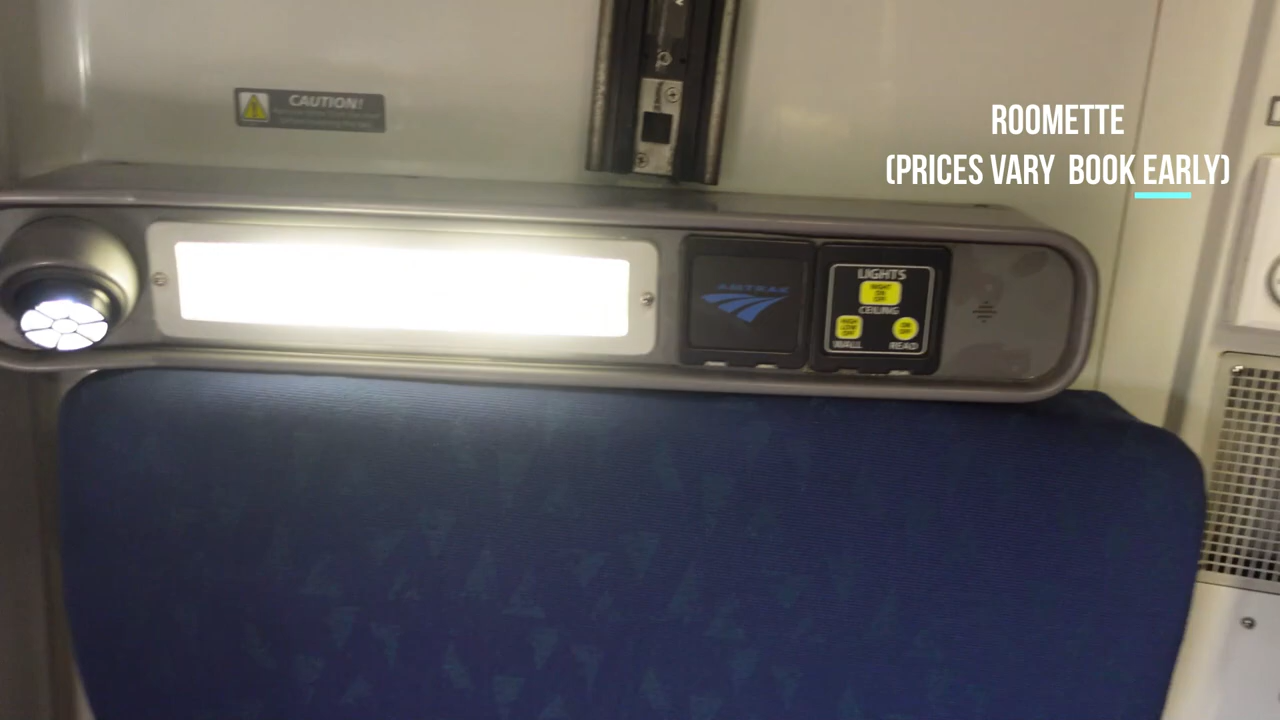 CAUTION!
ROOMETTE
(PRICES VARY BOOK EARLY)
AMTRAK
LIGHTS
NIGHT
ON
OFF
CEILING
HIGH
LOW
OFF
ON
OFF
WALL
READ